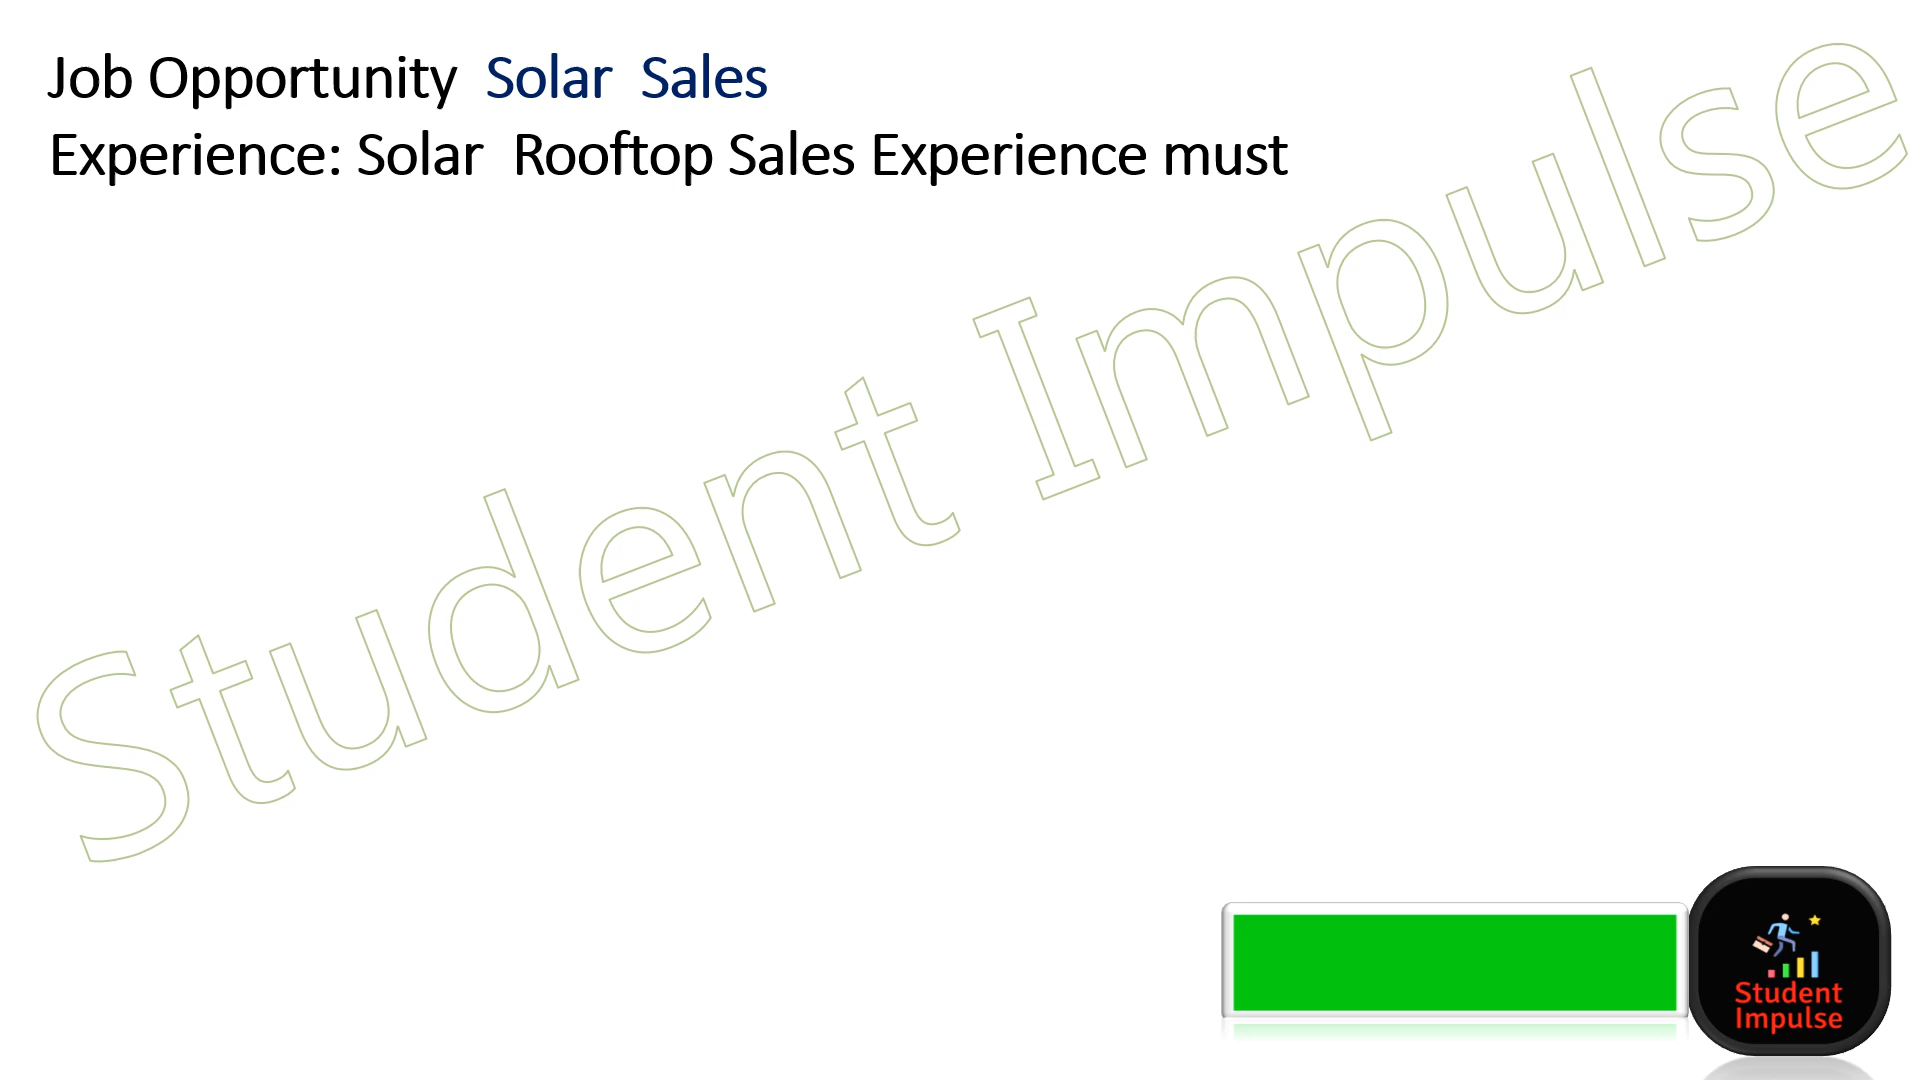 Job Opportunity  Solar  Sales
Experience: Solar  Rooftop Sales Experience must
Student Impulse
Student
Impulse